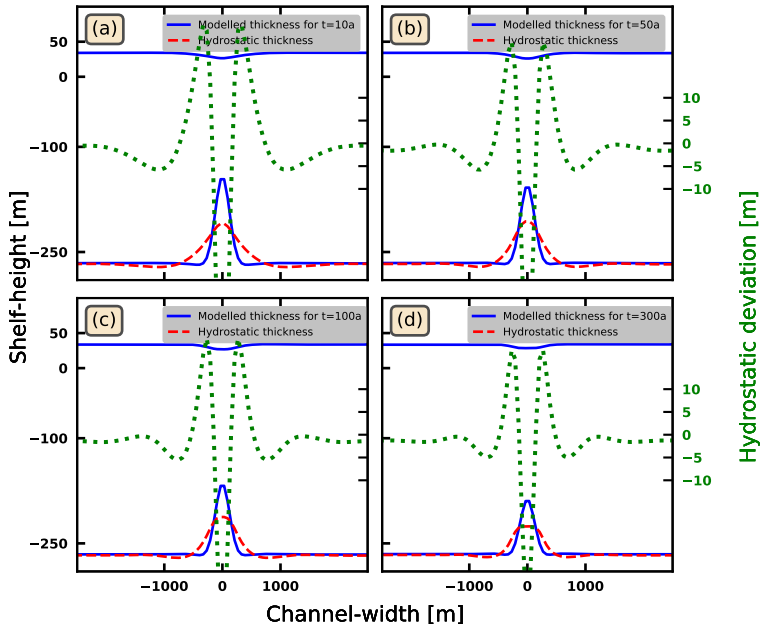 (a)
Modelled thickness for t=10a
Hydrostatic thickness
(b)
Modelled thickness for t=50a
Hydrostatic thickness
50
0
−100
−250
10
5
0
−5
−10
(c)
Modelled thickness for t=100a
Hydrostatic thickness
(d)
Modelled thickness for t=300a
Hydrostatic thickness
50
0
−100
−250
10
5
0
−5
−10
−1000
0
1000
−1000
0
1000
Shelf-height [m]
Channel-width [m]
Hydrostatic deviation [m]